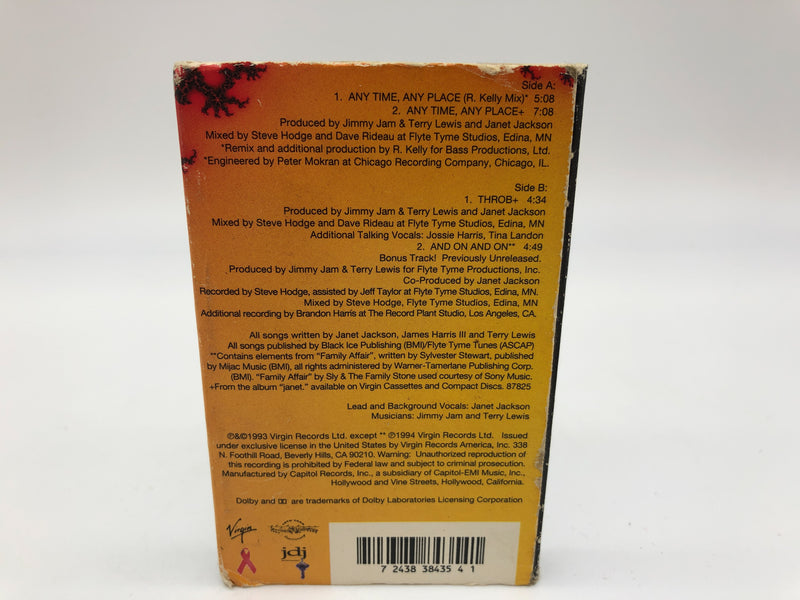 Side A:
1. ANY TIME, ANY PLACE (R. Kelly Mix)* 5:08
2. ANY TIME, ANY PLACE+ 7:08
Produced by Jimmy Jam & Terry Lewis and Janet Jackson
Mixed by Steve Hodge and Dave Rideau at Flyte Tyme Studios, Edina, MN
*Remix and additional production by R. Kelly for Bass Productions, Ltd.
*Engineered by Peter Mokran at Chicago Recording Company, Chicago, IL.
Side B:
1. THROB+ 4:34
Produced by Jimmy Jam & Terry Lewis and Janet Jackson
Mixed by Steve Hodge and Dave Rideau at Flyte Tyme Studios, Edina, MN
Additional Talking Vocals: Jossie Harris, Tina Landon
2. AND ON AND ON** 4:49
Bonus Track! Previously Unreleased.
Produced by Jimmy Jam & Terry Lewis for Flyte Tyme Productions, Inc.
Co-Produced by Janet Jackson
Recorded by Steve Hodge, assisted by Jeff Taylor at Flyte Tyme Studios, Edina, MN.
Mixed by Steve Hodge, Flyte Tyme Studios, Edina, MN
Additional recording by Brandon Harris at The Record Plant Studio, Los Angeles, CA.
All songs written by Janet Jackson, James Harris III and Terry Lewis
All songs published by Black Ice Publishing (BMI)/Flyte Tyme Tunes (ASCAP)
**Contains elements from "Family Affair", written by Sylvester Stewart, published
by Mijac Music (BMI), all rights administered by Warner-Tamerlane Publishing Corp.
(BMI). "Family Affair" by Sly & The Family Stone used courtesy of Sony Music.
+From the album "janet." available on Virgin Cassettes and Compact Discs. 87825
Lead and Background Vocals: Janet Jackson
Musicians: Jimmy Jam and Terry Lewis
℗&©1993 Virgin Records Ltd. except ** ℗1994 Virgin Records Ltd. Issued
under exclusive license in the United States by Virgin Records America, Inc. 338
N. Foothill Road, Beverly Hills, CA 90210. Warning: Unauthorized reproduction of
this recording is prohibited by Federal law and subject to criminal prosecution.
Manufactured by Capitol Records, Inc., a subsidiary of Capitol-EMI Music, Inc.,
Hollywood and Vine Streets, Hollywood, California.
Dolby and are trademarks of Dolby Laboratories Licensing Corporation
Virgin
jdj
7 2438 38435 4 1